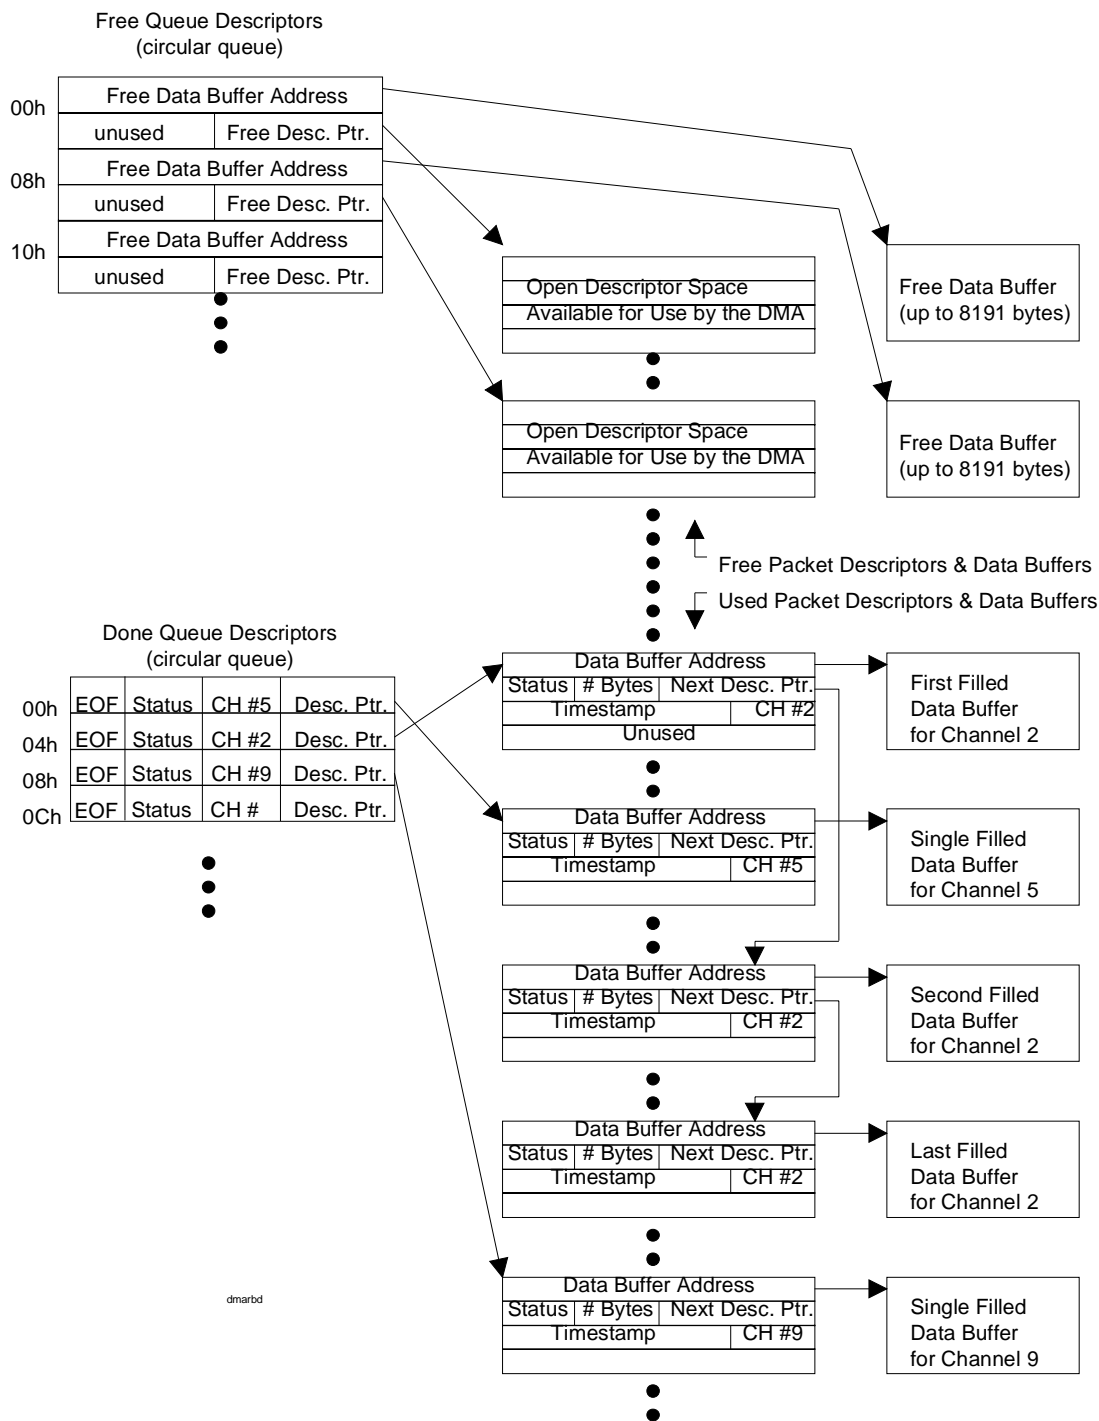 Free Queue Descriptors
(circular queue)
00h
Free Data Buffer Address
unused Free Desc. Ptr.
08h
Free Data Buffer Address
unused Free Desc. Ptr.
10h
Free Data Buffer Address
unused Free Desc. Ptr.
Open Descriptor Space
Available for Use by the DMA
Free Data Buffer
(up to 8191 bytes)
Open Descriptor Space
Available for Use by the DMA
Free Data Buffer
(up to 8191 bytes)
Free Packet Descriptors & Data Buffers
Used Packet Descriptors & Data Buffers
Done Queue Descriptors
(circular queue)
00h EOF Status CH #5 Desc. Ptr.
04h EOF Status CH #2 Desc. Ptr.
08h EOF Status CH #9 Desc. Ptr.
0Ch EOF Status CH # Desc. Ptr.
Data Buffer Address
Status # Bytes Next Desc. Ptr.
Timestamp CH #2
Unused
First Filled
Data Buffer
for Channel 2
Data Buffer Address
Status # Bytes Next Desc. Ptr.
Timestamp CH #5
Single Filled
Data Buffer
for Channel 5
Data Buffer Address
Status # Bytes Next Desc. Ptr.
Timestamp CH #2
Second Filled
Data Buffer
for Channel 2
Data Buffer Address
Status # Bytes Next Desc. Ptr.
Timestamp CH #2
Last Filled
Data Buffer
for Channel 2
Data Buffer Address
Status # Bytes Next Desc. Ptr.
Timestamp CH #9
Single Filled
Data Buffer
for Channel 9
dmarbd